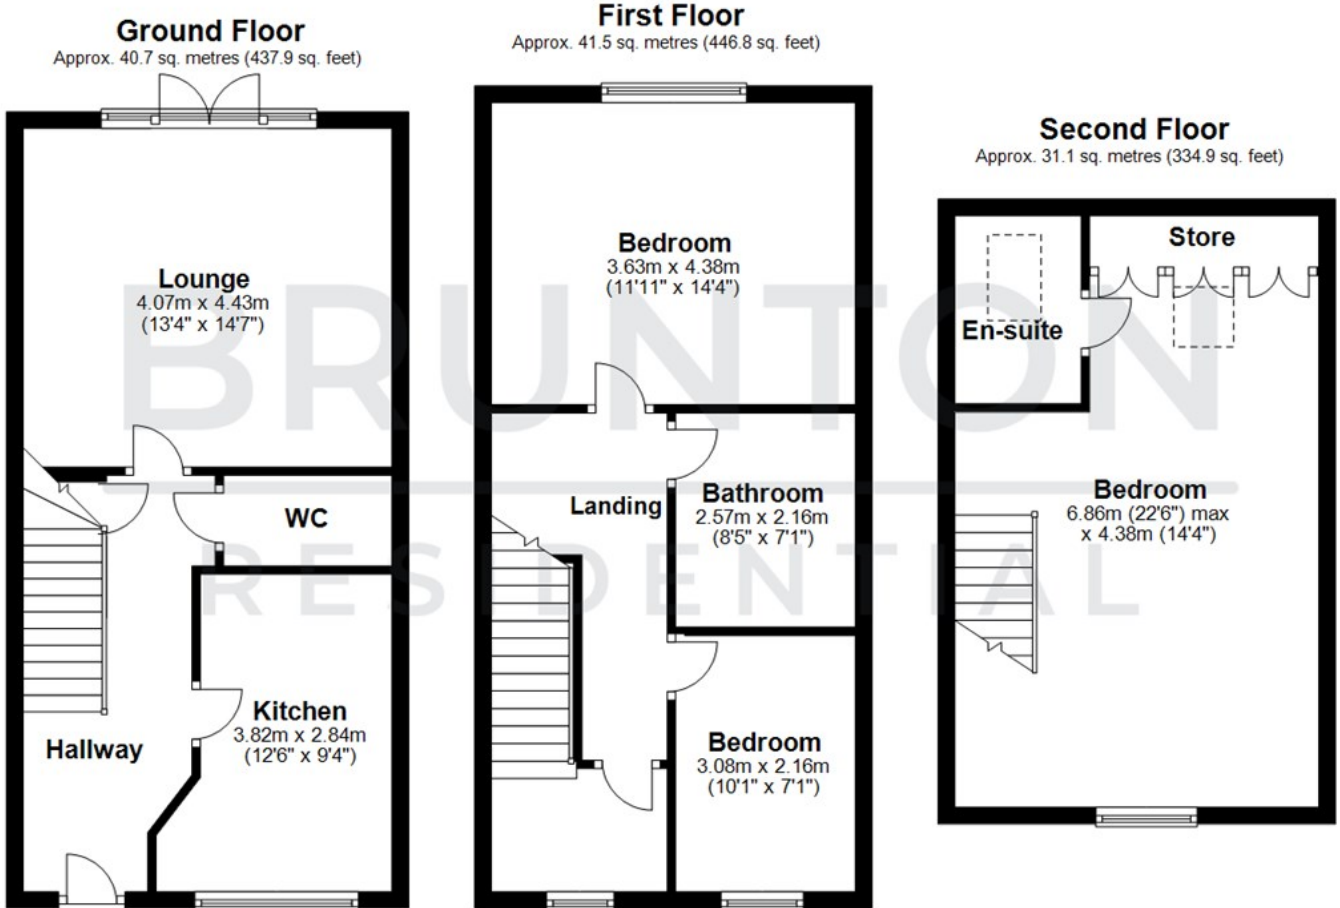 Ground Floor
Approx. 40.7 sq. metres (437.9 sq. feet)
Lounge
4.07m x 4.43m
(13'4" x 14'7")
WC
Kitchen
3.82m x 2.84m
(12'6" x 9'4")
Hallway
First Floor
Approx. 41.5 sq. metres (446.8 sq. feet)
Bedroom
3.63m x 4.38m
(11'11" x 14'4")
Landing
Bathroom
2.57m x 2.16m
(8'5" x 7'1")
Bedroom
3.08m x 2.16m
(10'1" x 7'1")
Second Floor
Approx. 31.1 sq. metres (334.9 sq. feet)
Store
En-suite
Bedroom
6.86m (22'6") max
x 4.38m (14'4")
BRUNTON
RESIDENTIAL